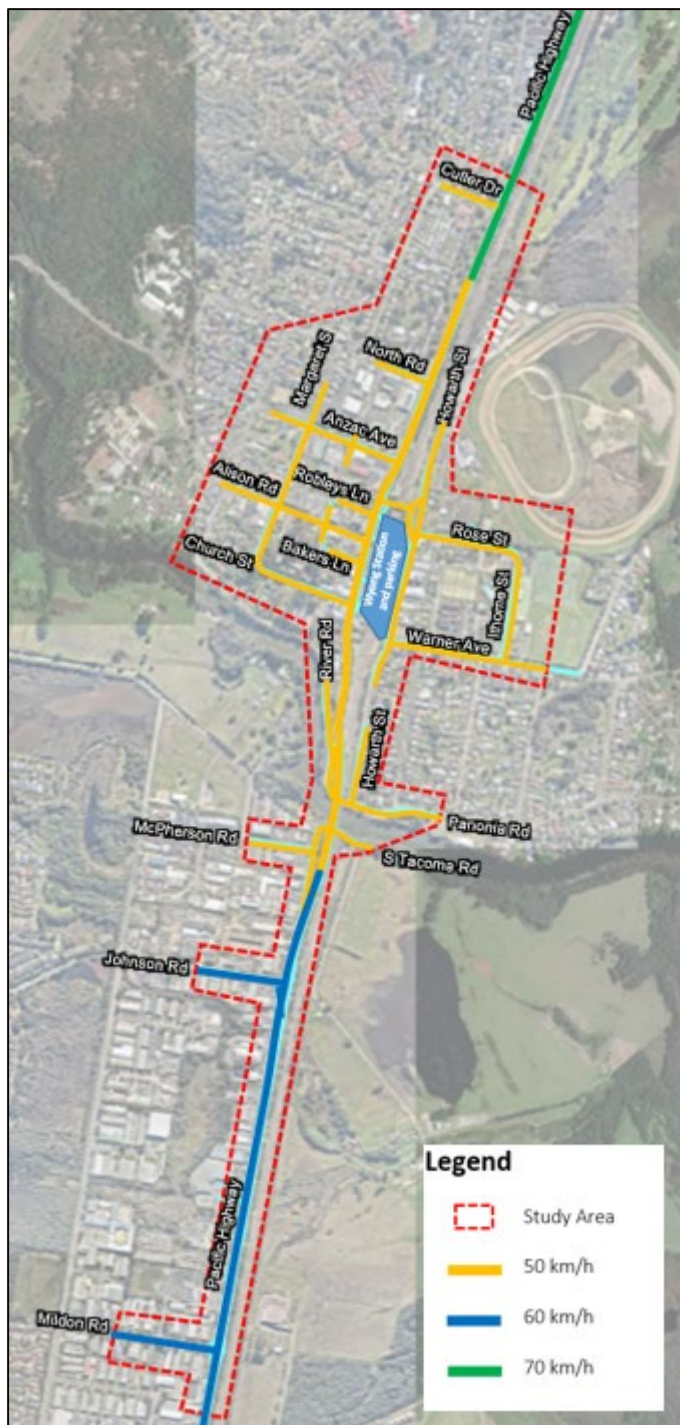 Pacific Highway
Cutler Dr
Margaret S
North Rd
Howarth St
Anzac Ave
Alison Rd
Robleys Ln
Rose St
Church St
Bakers Ln
Wyong Station
and parking
Ithome St
River Rd
Warner Ave
Howarth St
McPherson Rd
Panonia Rd
S Tacoma Rd
Johnson Rd
Pacific Highway
Mildon Rd
Legend
Study Area
50 km/h
60 km/h
70 km/h